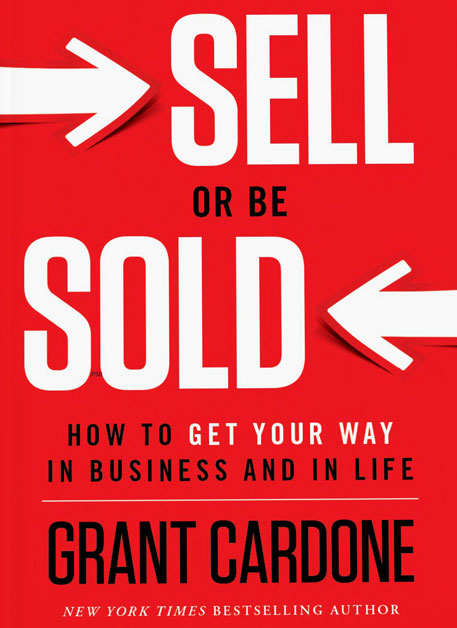 SELL
OR BE
SOLD
HOW TO GET YOUR WAY
IN BUSINESS AND IN LIFE
GRANT CARDONE
NEW YORK TIMES BESTSELLING AUTHOR